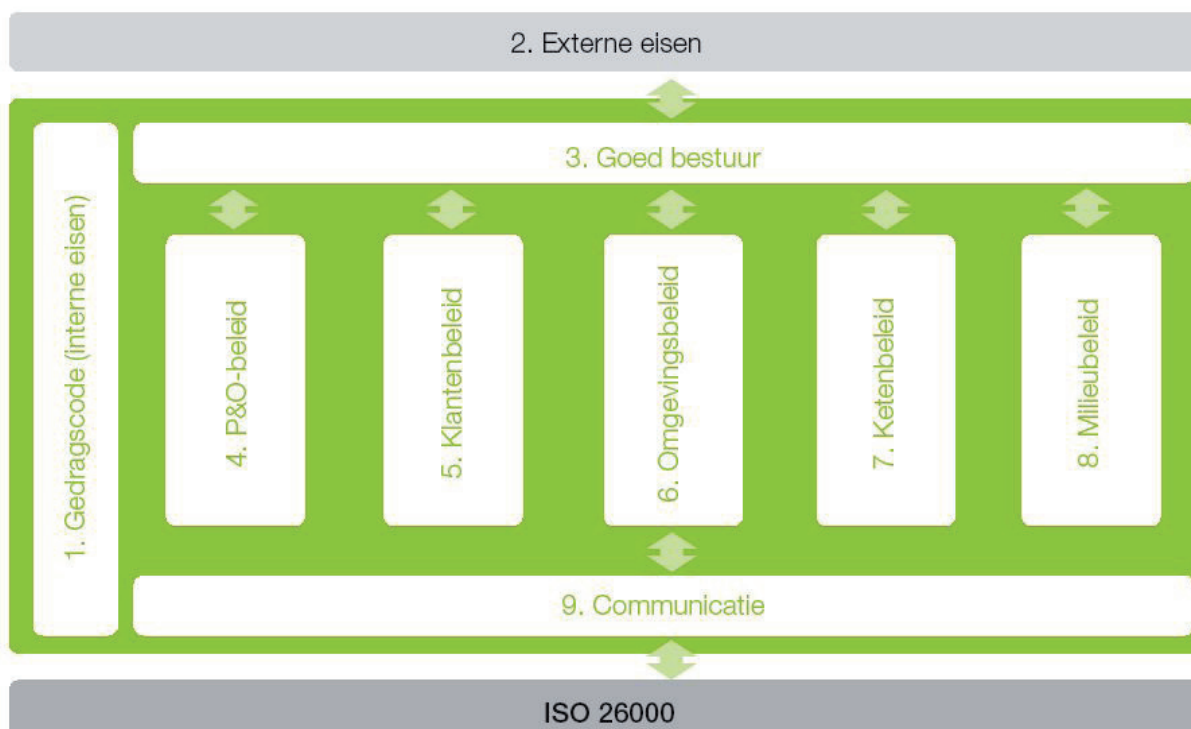 2. Externe eisen
1. Gedragscode (interne eisen)
3. Goed bestuur
4. P&O-beleid
5. Klantenbeleid
6. Omgevingsbeleid
7. Ketenbeleid
8. Milieubeleid
9. Communicatie
ISO 26000